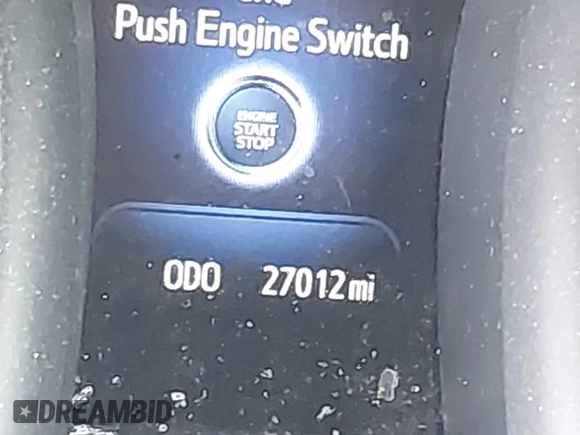 Push Engine Switch
ENGINE
START
STOP
ODO 27012 mi
DREAMBID